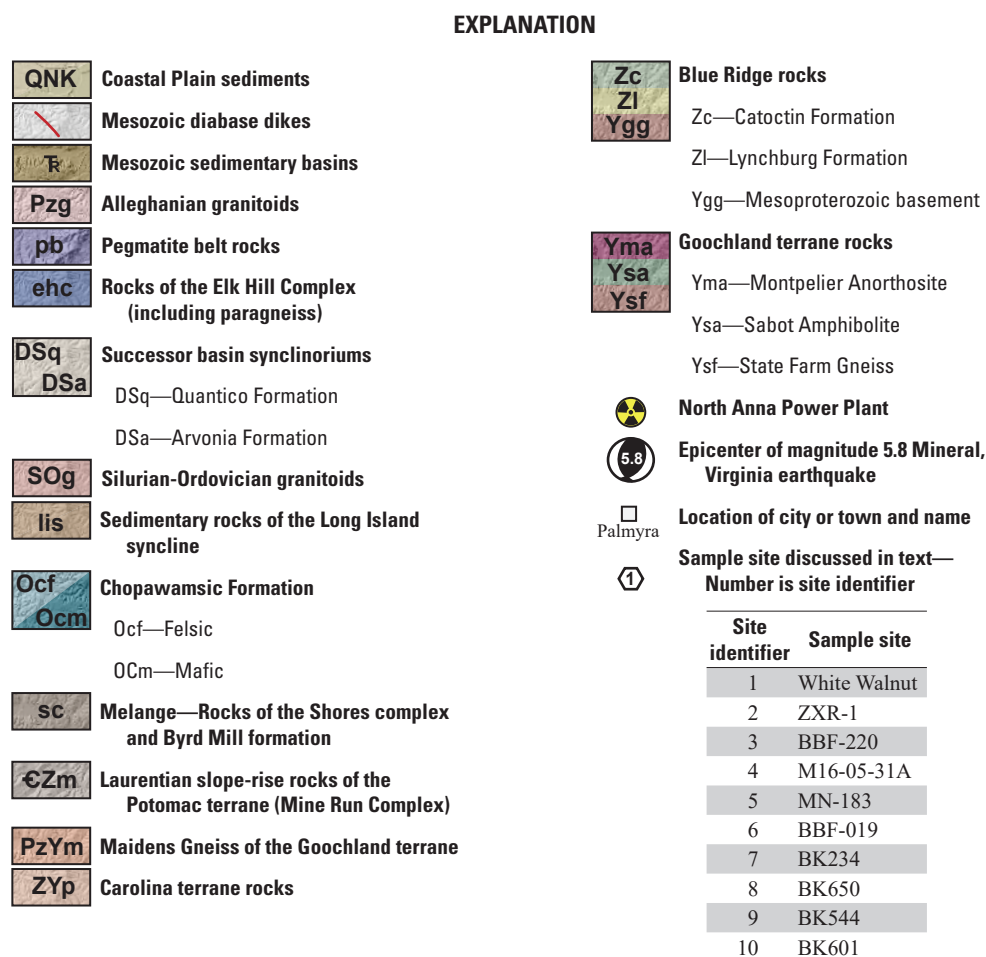 EXPLANATION
QNK Coastal Plain sediments
Mesozoic diabase dikes
TR Mesozoic sedimentary basins
Pzg Alleghanian granitoids
pb Pegmatite belt rocks
ehc Rocks of the Elk Hill Complex
(including paragneiss)
DSq
DSa
Successor basin synclinoriums
DSq—Quantico Formation
DSa—Arvonia Formation
SOg Silurian-Ordovician granitoids
lis Sedimentary rocks of the Long Island
syncline
Ocf
Ocm
Chopawamsic Formation
Ocf—Felsic
OCm—Mafic
sc Melange—Rocks of the Shores complex
and Byrd Mill formation
€Zm Laurentian slope-rise rocks of the
Potomac terrane (Mine Run Complex)
PzYm Maidens Gneiss of the Goochland terrane
ZYp Carolina terrane rocks
Zc
Zl
Ygg
Blue Ridge rocks
Zc—Catoctin Formation
Zl—Lynchburg Formation
Ygg—Mesoproterozoic basement
Yma
Ysa
Ysf
Goochland terrane rocks
Yma—Montpelier Anorthosite
Ysa—Sabot Amphibolite
Ysf—State Farm Gneiss
North Anna Power Plant
5.8 Epicenter of magnitude 5.8 Mineral,
Virginia earthquake
Palmyra Location of city or town and name
1 Sample site discussed in text—
Number is site identifier
Site
identifier Sample site
1 White Walnut
2 ZXR-1
3 BBF-220
4 M16-05-31A
5 MN-183
6 BBF-019
7 BK234
8 BK650
9 BK544
10 BK601